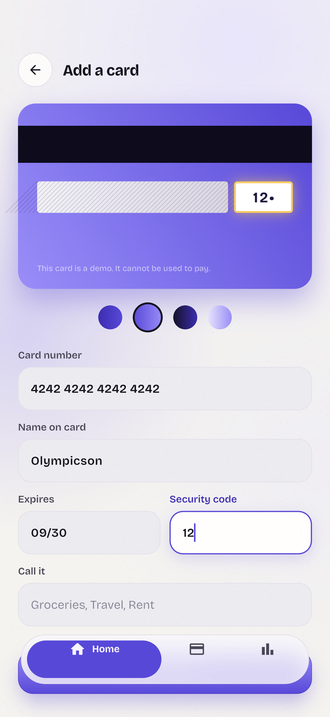 Add a card
12•
This card is a demo. It cannot be used to pay.
Card number
4242 4242 4242 4242
Name on card
Olympicson
Expires
Security code
09/30
12
Call it
Groceries, Travel, Rent
Home